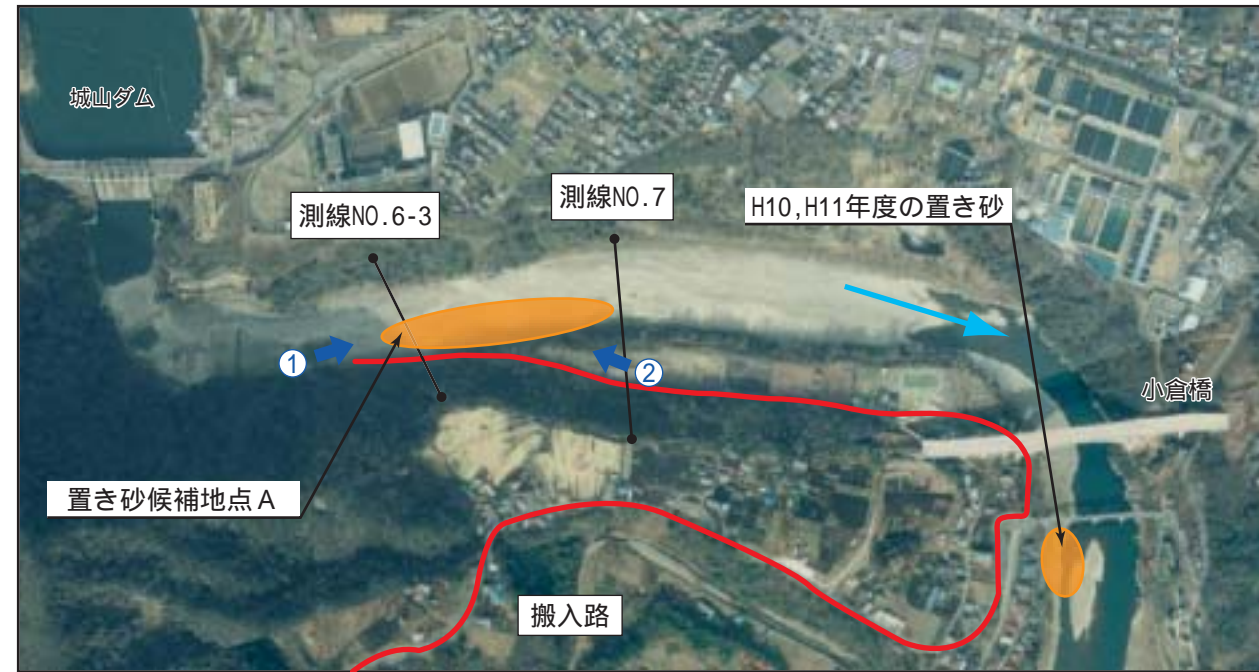 城山ダム
測線NO.6-3
測線NO.7
H10,H11年度の置き砂
①
②
小倉橋
置き砂候補地点A
搬入路